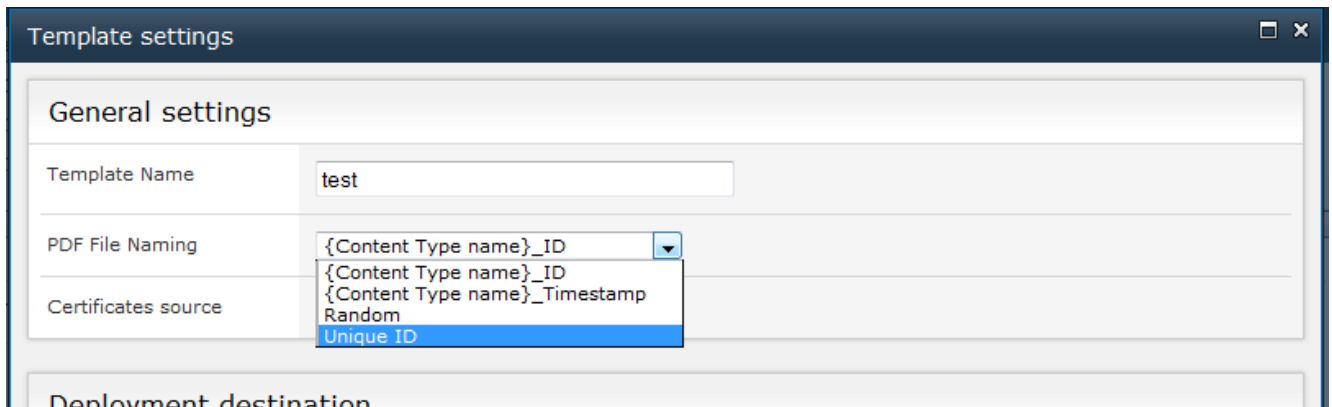 Template settings
General settings
Template Name
test
PDF File Naming
{Content Type name}_ID
{Content Type name}_ID
{Content Type name}_Timestamp
Random
Unique ID
Certificates source
Deployment destination